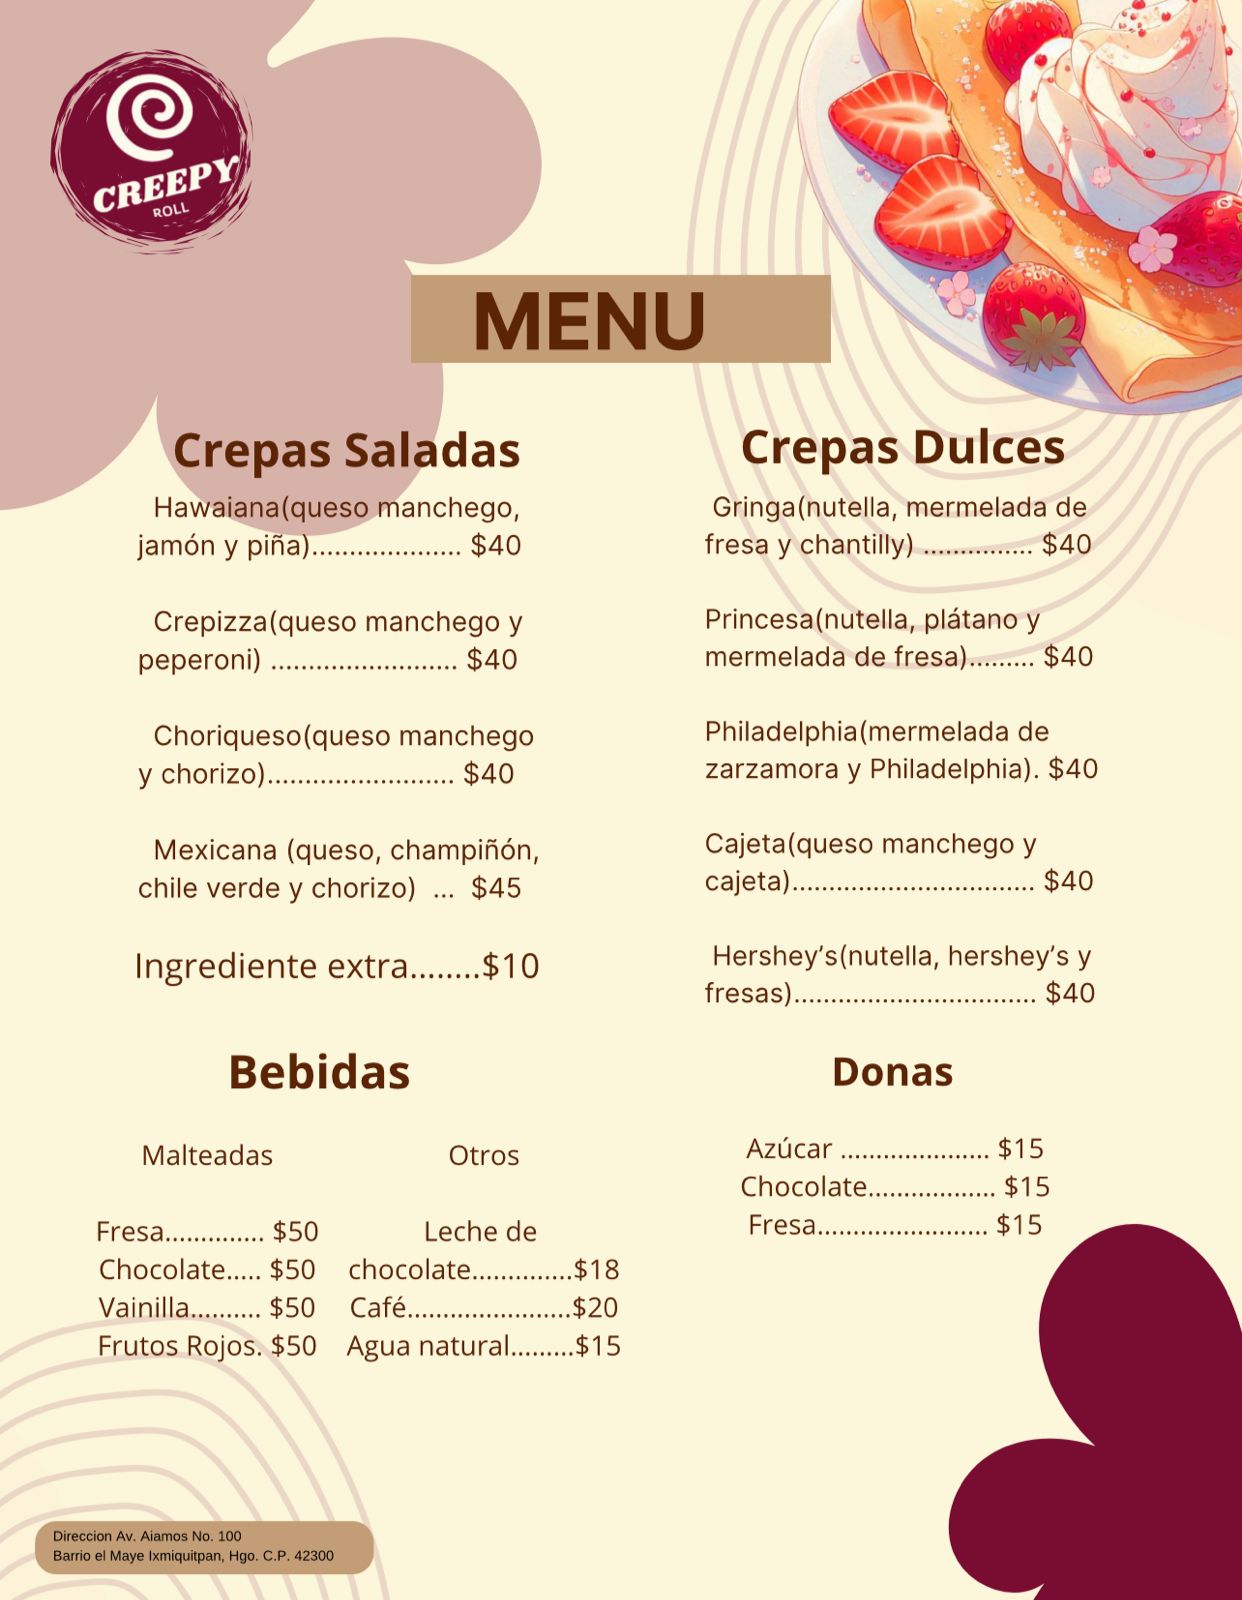 CREEPY
ROLL
MENU
Crepas Saladas
Hawaiana(queso manchego,
jamón y piña).................... $40
Crepizza(queso manchego y
peperoni) ......................... $40
Choriqueso(queso manchego
y chorizo)......................... $40
Mexicana (queso, champiñón,
chile verde y chorizo) ... $45
Ingrediente extra........$10
Crepas Dulces
Gringa(nutella, mermelada de
fresa y chantilly) ............... $40
Princesa(nutella, plátano y
mermelada de fresa)......... $40
Philadelphia(mermelada de
zarzamora y Philadelphia). $40
Cajeta(queso manchego y
cajeta)................................. $40
Hershey’s(nutella, hershey’s y
fresas)................................. $40
Bebidas
Malteadas
Fresa.............. $50
Chocolate..... $50
Vainilla.......... $50
Frutos Rojos. $50
Otros
Leche de
chocolate..............$18
Café.......................$20
Agua natural.........$15
Donas
Azúcar ..................... $15
Chocolate.................. $15
Fresa........................ $15
Direccion Av. Aiamos No. 100
Barrio el Maye Ixmiquitpan, Hgo. C.P. 42300